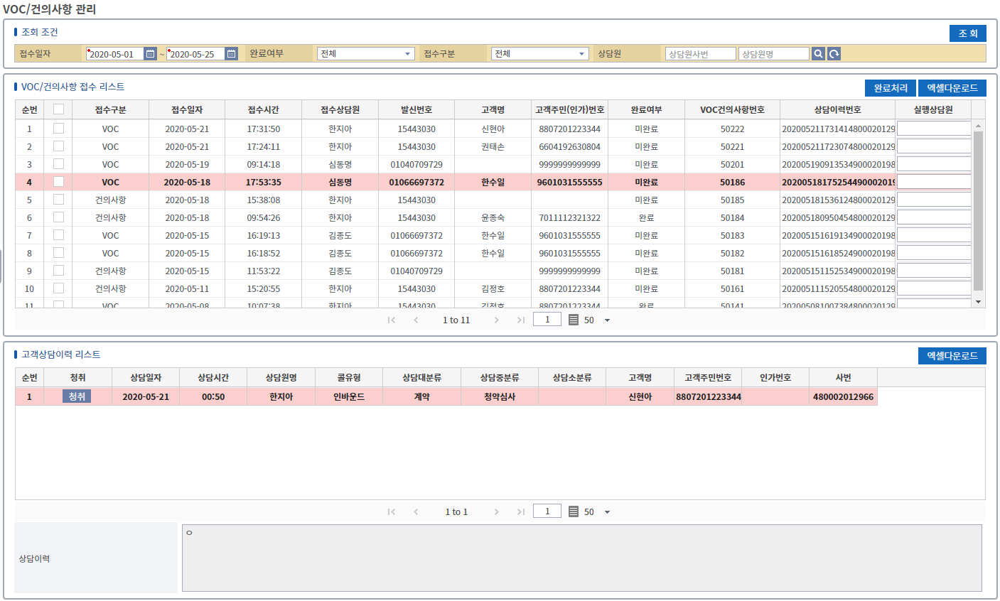 VOC/건의사항 관리
조회 조건
조 회
접수일자 2020-05-01 ~ 2020-05-25 완료여부 전체 접수구분 전체 상담원 상담원사번 상담원명
VOC/건의사항 접수 리스트
완료처리 엑셀다운로드
순번 접수구분 접수일자 접수시간 접수상담원 발신번호 고객명 고객주민(인가)번호 완료여부 VOC건의사항번호 상담이력번호 실행상담원
1 VOC 2020-05-21 17:31:50 한지아 15443030 신현아 8807201223344 미완료 50222 202005211731414800020129
2 VOC 2020-05-21 17:24:11 한지아 15443030 권태손 6604192630804 미완료 50221 202005211723074800020129
3 VOC 2020-05-19 09:14:18 심동명 01040709729 9999999999999 미완료 50201 202005190913534900020198
4 VOC 2020-05-18 17:53:35 심동명 01066697372 한수일 9601031555555 미완료 50186 20200518175254490002019
5 건의사항 2020-05-18 15:38:08 한지아 15443030 미완료 50185 202005181536124800020129
6 건의사항 2020-05-18 09:54:26 한지아 15443030 윤종숙 7011112321322 완료 50184 202005180950454800020129
7 VOC 2020-05-15 16:19:13 김종도 01066697372 한수일 9601031555555 미완료 50183 202005151619134900020198
8 VOC 2020-05-15 16:18:52 김종도 01066697372 한수일 9601031555555 미완료 50182 202005151618524900020198
9 건의사항 2020-05-15 11:53:22 김종도 01040709729 9999999999999 미완료 50181 202005151152534900020198
10 건의사항 2020-05-11 15:20:55 한지아 15443030 김정호 8807201223344 미완료 50161 202005111520554800020129
11 VOC 2020-05-08 10:07:38 한지아 15443030 김정호 8807201223344 완료 50141 202005081007384800020129
1 to 11 1 50
고객상담이력 리스트
엑셀다운로드
순번 청취 상담일자 상담시간 상담원명 콜유형 상담대분류 상담중분류 상담소분류 고객명 고객주민번호 인가번호 사번
1 청취 2020-05-21 00:50 한지아 인바운드 계약 청약심사 신현아 8807201223344 480002012966
1 to 1 1 50
상담이력
ㅇ